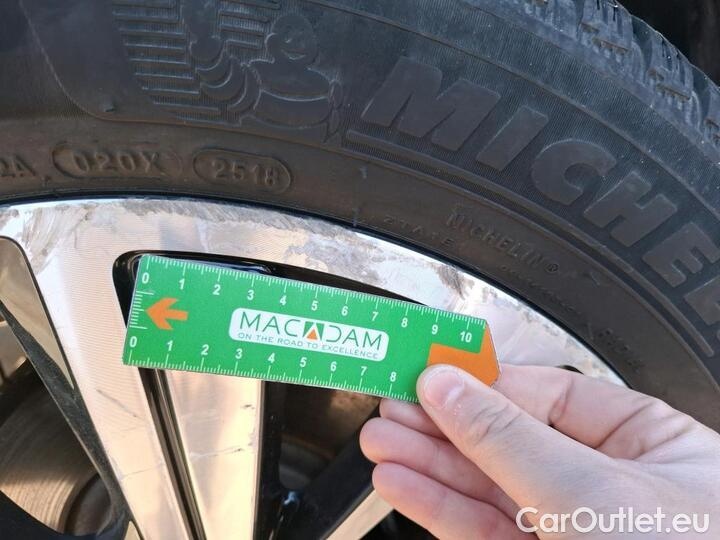 MICHEL
2A 020X 2518
MICHELIN®
0 1 2 3 4 5 6 7 8 9 10
MACADAM
ON THE ROAD TO EXCELLENCE
0 1 2 3 4 5 6 7 8
CarOutlet.eu